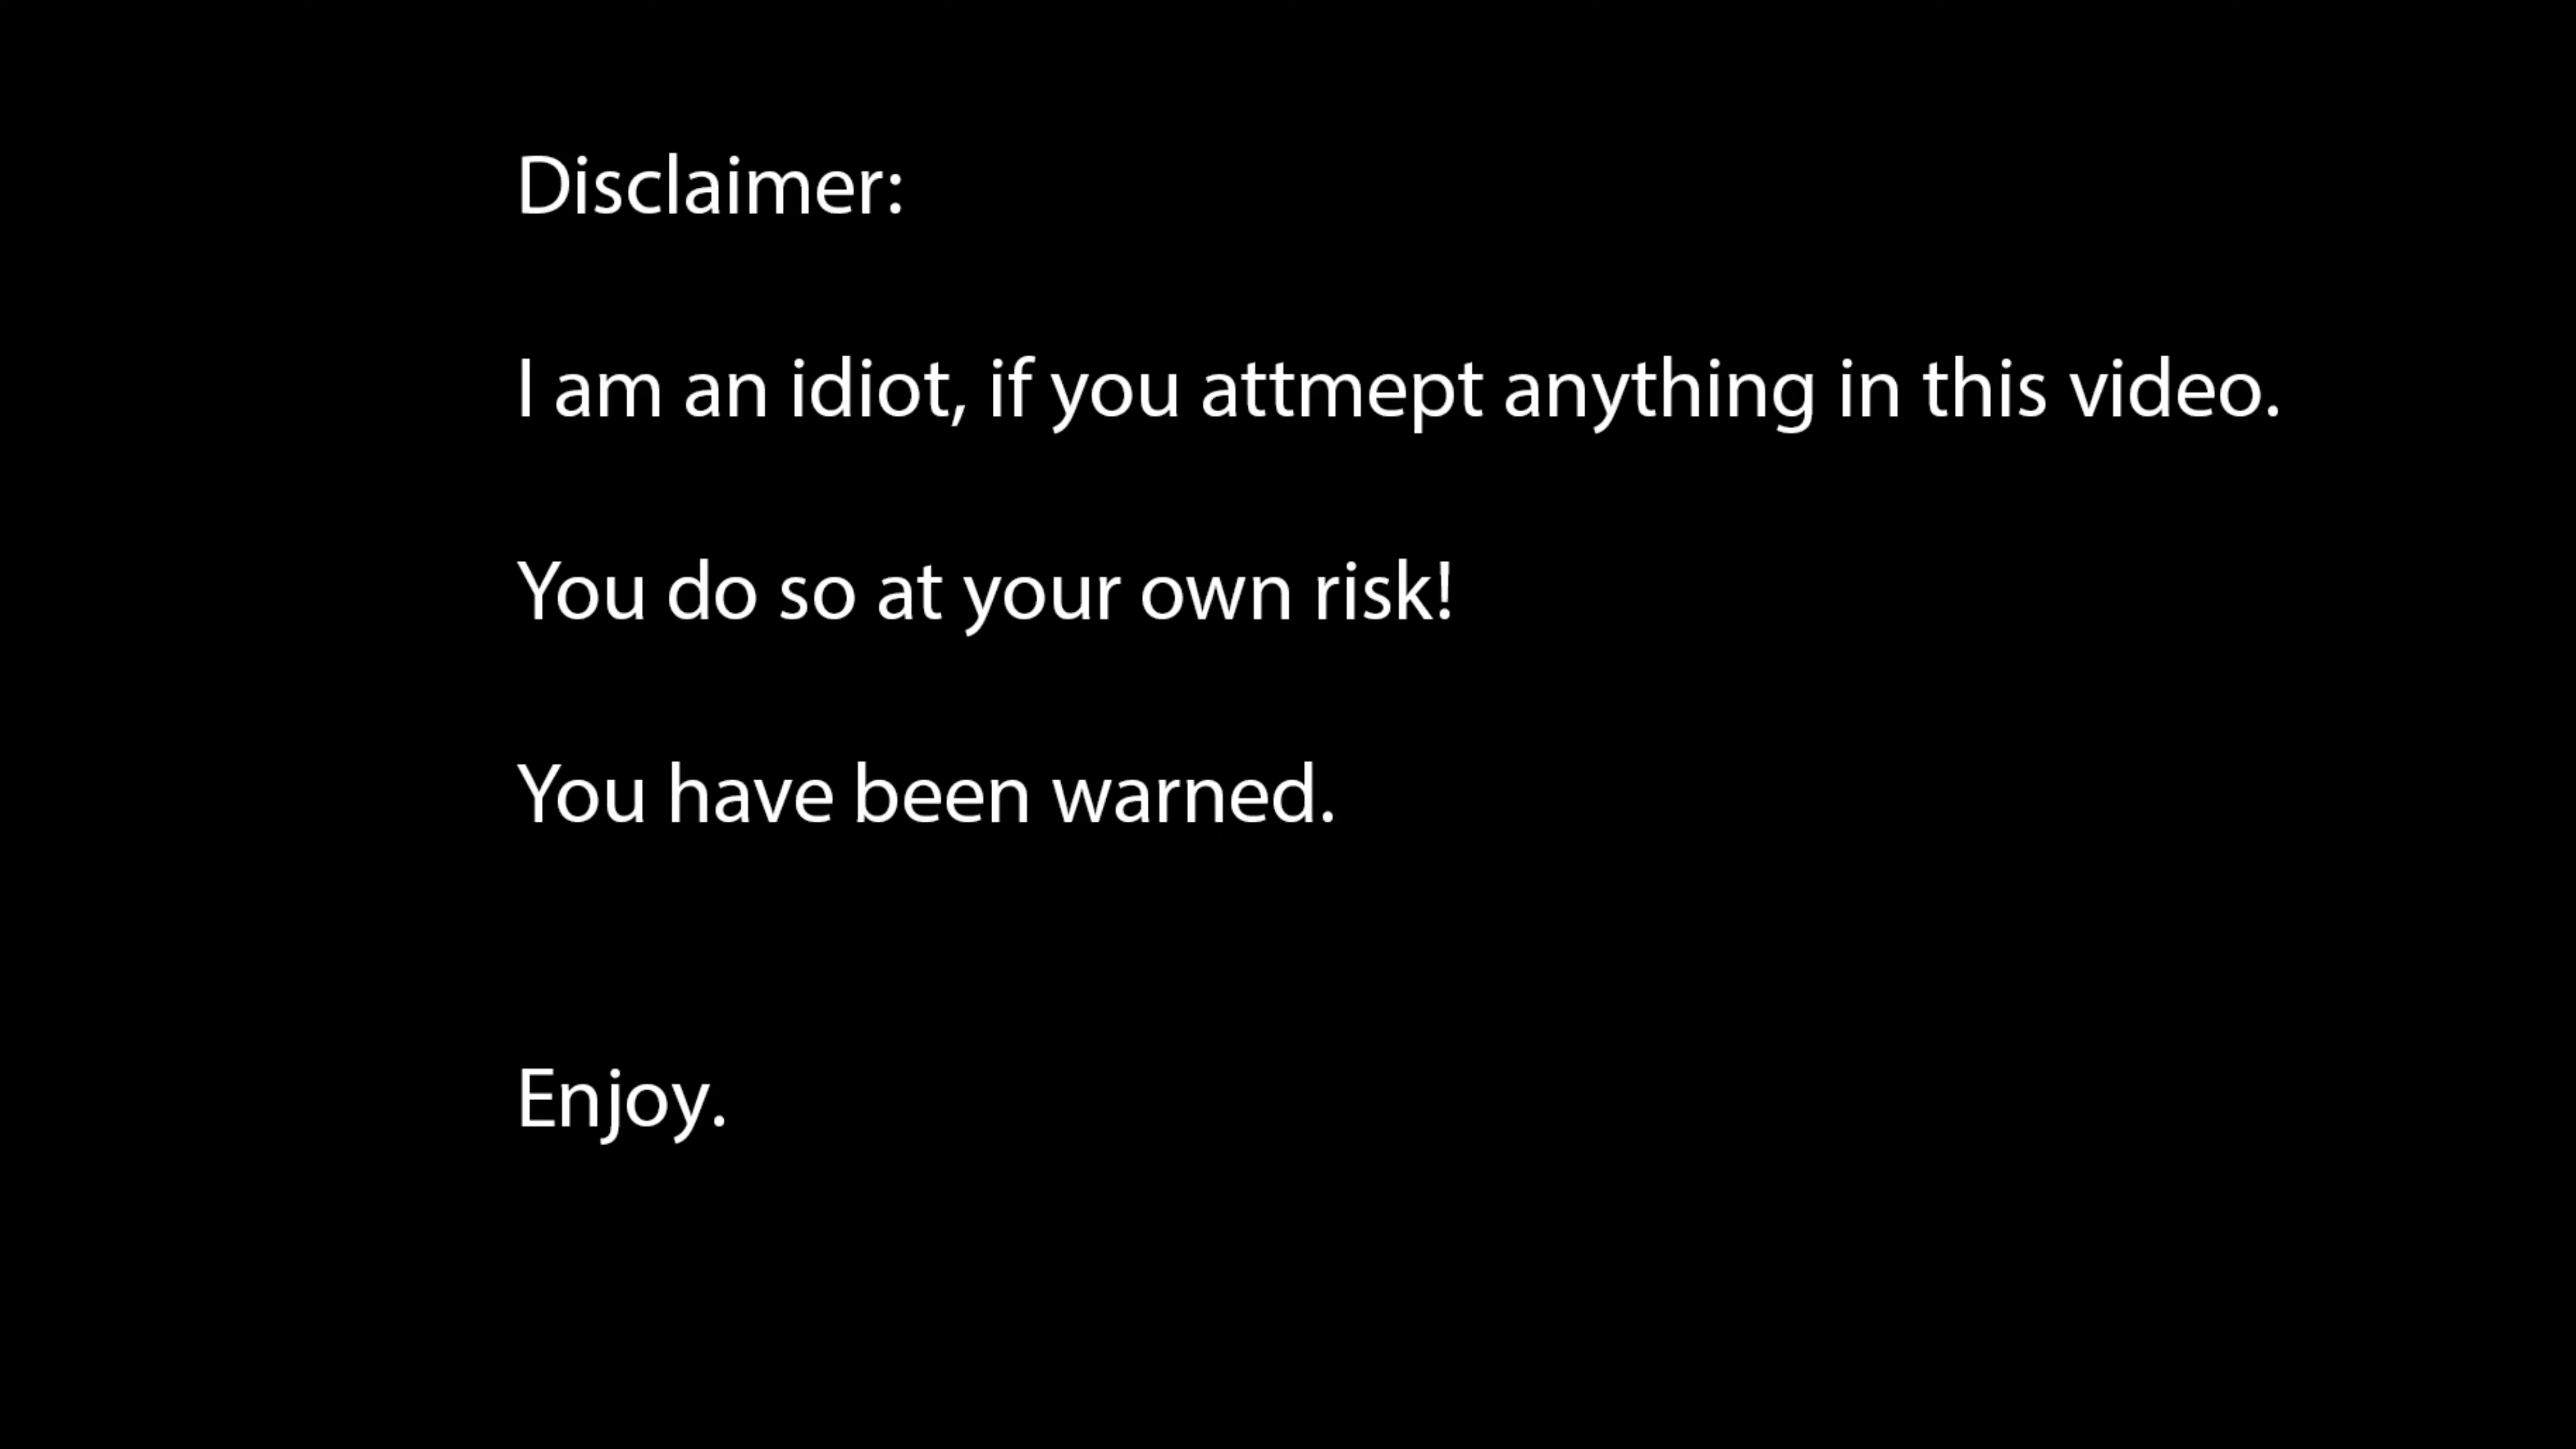 Disclaimer:
I am an idiot, if you attmept anything in this video.
You do so at your own risk!
You have been warned.
Enjoy.